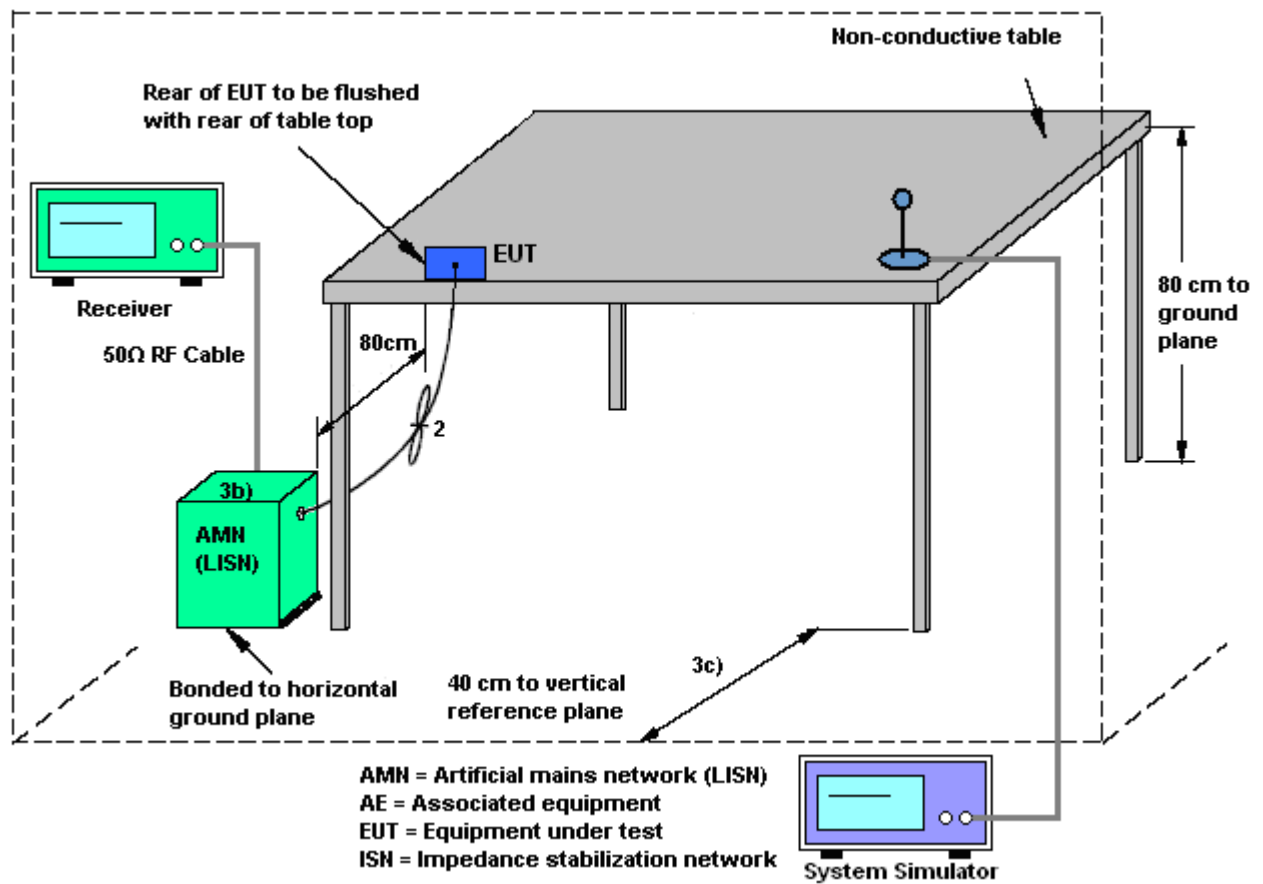 Non-conductive table
Rear of EUT to be flushed
with rear of table top
EUT
Receiver
80 cm to
ground
plane
80cm
50Ω RF Cable
2
3b)
AMN
(LISN)
3c)
Bonded to horizontal
ground plane
40 cm to vertical
reference plane
AMN = Artificial mains network (LISN)
AE = Associated equipment
EUT = Equipment under test
ISN = Impedance stabilization network
System Simulator